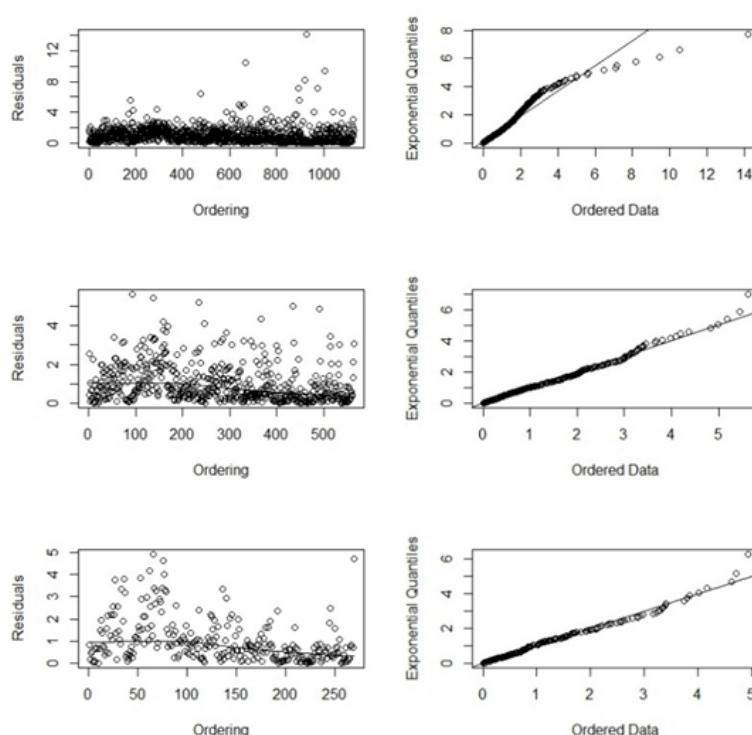 Residuals
0 4 8 12
0 200 400 600 800 1000
Ordering
Exponential Quantiles
0 2 4 6 8
0 2 4 6 8 10 12 14
Ordered Data
Residuals
0 2 4
0 100 200 300 400 500
Ordering
Exponential Quantiles
0 2 4 6
0 1 2 3 4 5
Ordered Data
Residuals
0 1 2 3 4 5
0 50 100 150 200 250
Ordering
Exponential Quantiles
0 2 4 6
0 1 2 3 4 5
Ordered Data